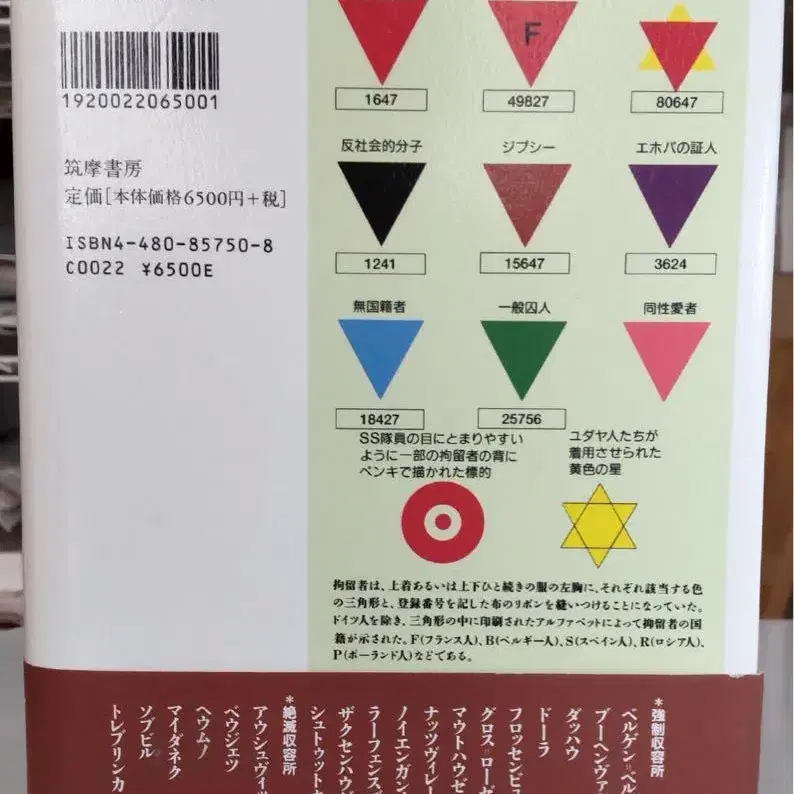 1920022065001
筑摩書房
定価[本体価格6500円+税]
ISBN4-480-85750-8
C0022 ¥6500E
F
1647
49827
80647
反社会的分子
ジプシー
エホバの証人
1241
15647
3624
無国籍者
一般囚人
同性愛者
18427
25756
SS隊員の目にとまりやすい
ように一部の拘留者の背に
ペンキで描かれた標的
ユダヤ人たちが
着用させられた
黄色の星
拘留者は、上着あるいは上下ひと続きの服の左胸に、それぞれ該当する色
の三角形と、登録番号を記した布のリボンを縫いつけることになっていた。
ドイツ人を除き、三角形の中に印刷されたアルファベットによって拘留者の国
籍が示された。F(フランス人)、B(ベルギー人)、S(スペイン人)、R(ロシア人)、
P(ポーランド人)などである。
*強制収容所
ベルゲン=ベル
ブーヘンヴァ
ダッハウ
ドーラ
フロッセンビュ
グロス=ローゼ
マウトハウゼ
ナッツヴィレー
ノイエンガン
ラーフェンスブ
ザクセンハウゼ
シュトゥットホ
*絶滅収容所
アウシュヴィッ
ベウジェツ
ヘウムノ
マイダネク
ソブビル
トレブリンカ